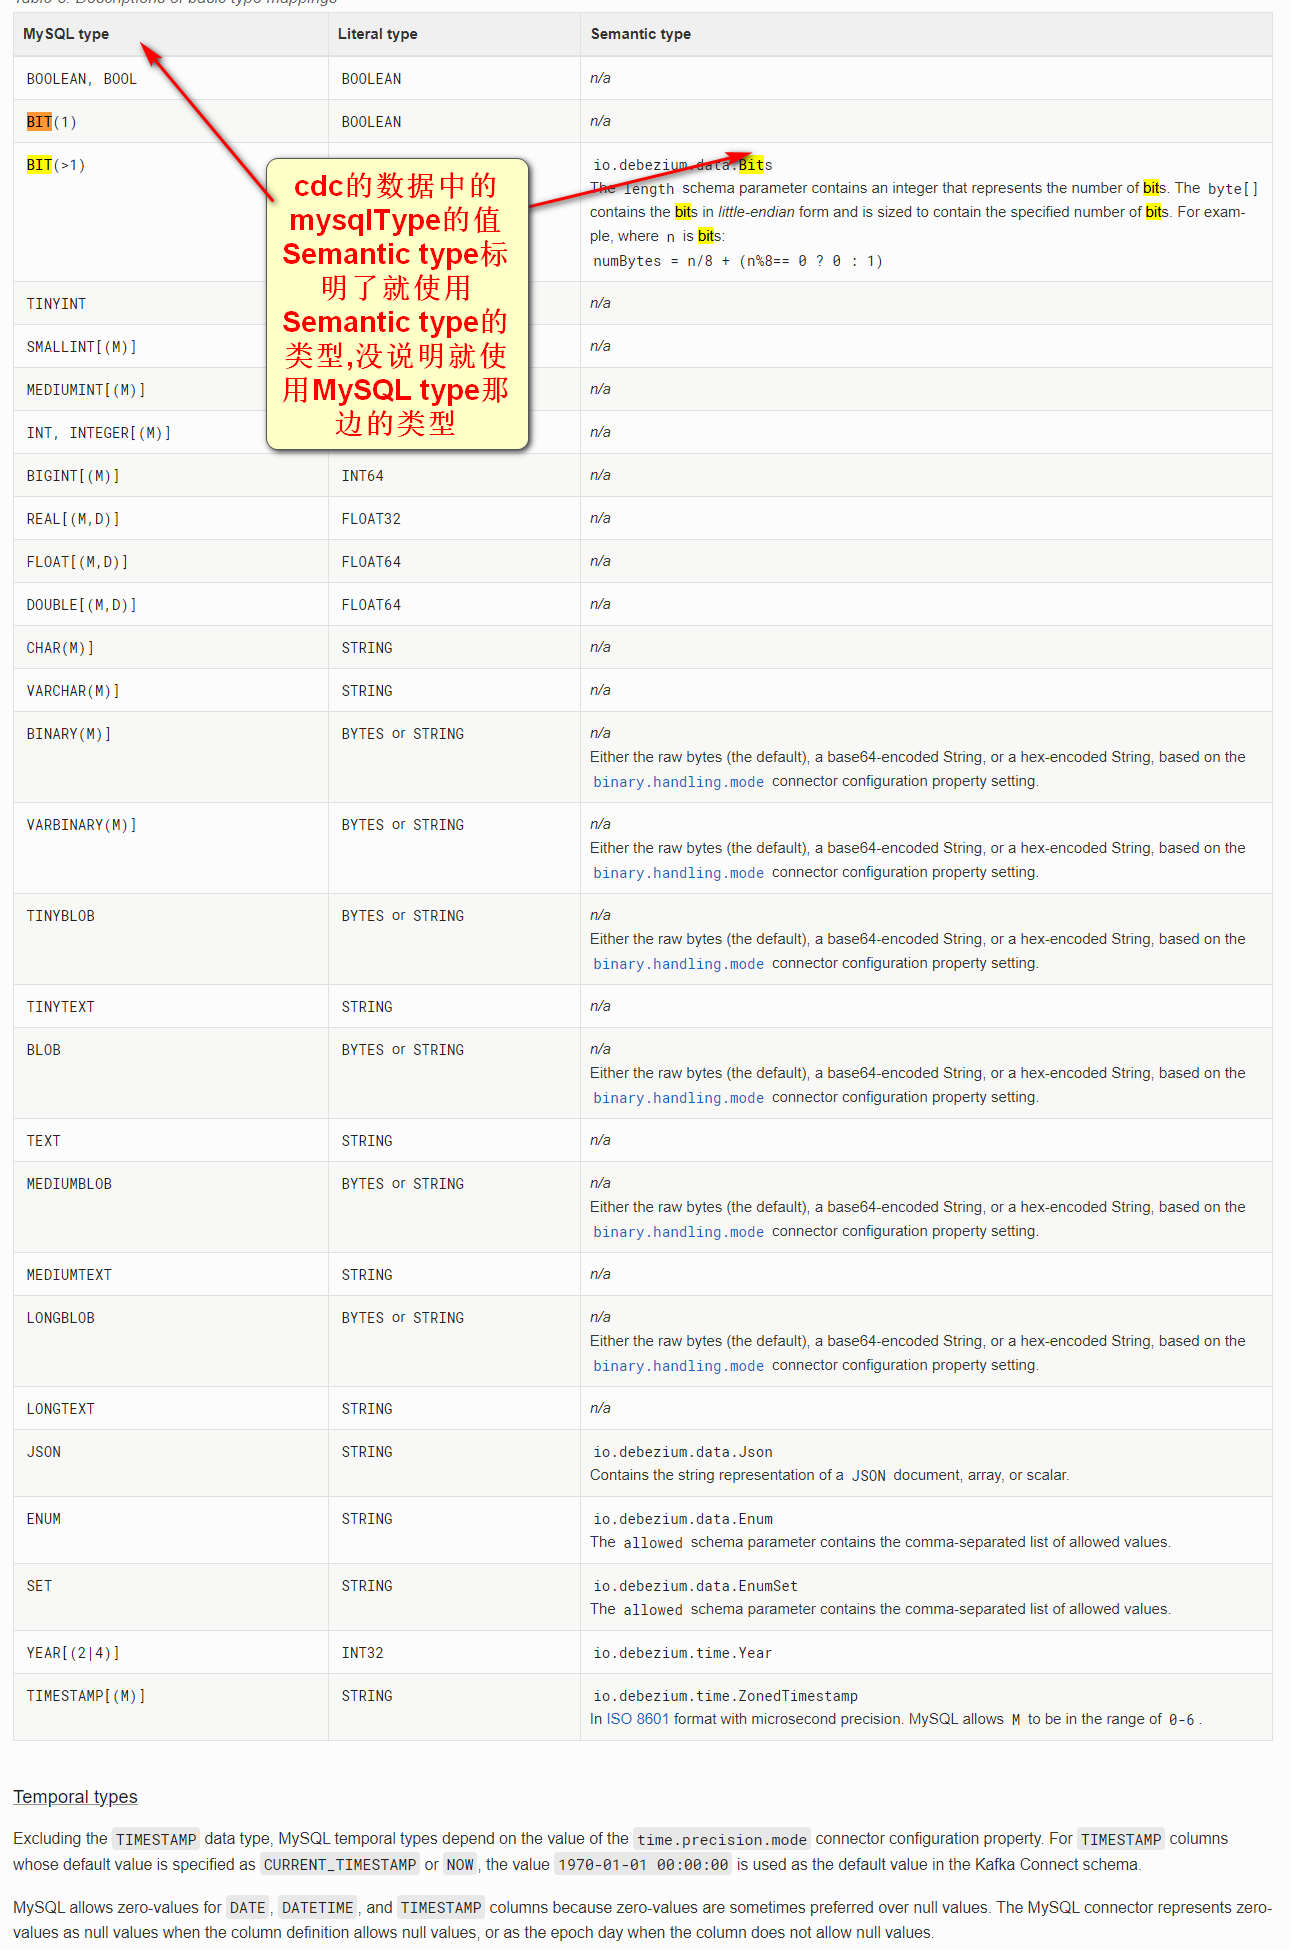 Table 6. Descriptions of basic type mappings
MySQL type Literal type Semantic type
BOOLEAN, BOOL BOOLEAN n/a
BIT(1) BOOLEAN n/a
BIT(>1) io.debezium.data.Bits
The length schema parameter contains an integer that represents the number of bits. The byte[]
contains the bits in little-endian form and is sized to contain the specified number of bits. For exam-
ple, where n is bits:
numBytes = n/8 + (n%8== 0 ? 0 : 1)
cdc的数据中的
mysqlType的值
Semantic type标
明了就使用
Semantic type的
类型,没说明就使
用MySQL type那
边的类型
TINYINT n/a
SMALLINT[(M)] n/a
MEDIUMINT[(M)] n/a
INT, INTEGER[(M)] n/a
BIGINT[(M)] INT64 n/a
REAL[(M,D)] FLOAT32 n/a
FLOAT[(M,D)] FLOAT64 n/a
DOUBLE[(M,D)] FLOAT64 n/a
CHAR(M)] STRING n/a
VARCHAR(M)] STRING n/a
BINARY(M)] BYTES or STRING n/a
Either the raw bytes (the default), a base64-encoded String, or a hex-encoded String, based on the
binary.handling.mode connector configuration property setting.
VARBINARY(M)] BYTES or STRING n/a
Either the raw bytes (the default), a base64-encoded String, or a hex-encoded String, based on the
binary.handling.mode connector configuration property setting.
TINYBLOB BYTES or STRING n/a
Either the raw bytes (the default), a base64-encoded String, or a hex-encoded String, based on the
binary.handling.mode connector configuration property setting.
TINYTEXT STRING n/a
BLOB BYTES or STRING n/a
Either the raw bytes (the default), a base64-encoded String, or a hex-encoded String, based on the
binary.handling.mode connector configuration property setting.
TEXT STRING n/a
MEDIUMBLOB BYTES or STRING n/a
Either the raw bytes (the default), a base64-encoded String, or a hex-encoded String, based on the
binary.handling.mode connector configuration property setting.
MEDIUMTEXT STRING n/a
LONGBLOB BYTES or STRING n/a
Either the raw bytes (the default), a base64-encoded String, or a hex-encoded String, based on the
binary.handling.mode connector configuration property setting.
LONGTEXT STRING n/a
JSON STRING io.debezium.data.Json
Contains the string representation of a JSON document, array, or scalar.
ENUM STRING io.debezium.data.Enum
The allowed schema parameter contains the comma-separated list of allowed values.
SET STRING io.debezium.data.EnumSet
The allowed schema parameter contains the comma-separated list of allowed values.
YEAR[(2|4)] INT32 io.debezium.time.Year
TIMESTAMP[(M)] STRING io.debezium.time.ZonedTimestamp
In ISO 8601 format with microsecond precision. MySQL allows M to be in the range of 0-6.
Temporal types
Excluding the TIMESTAMP data type, MySQL temporal types depend on the value of the time.precision.mode connector configuration property. For TIMESTAMP columns
whose default value is specified as CURRENT_TIMESTAMP or NOW, the value 1970-01-01 00:00:00 is used as the default value in the Kafka Connect schema.
MySQL allows zero-values for DATE, DATETIME, and TIMESTAMP columns because zero-values are sometimes preferred over null values. The MySQL connector represents zero-
values as null values when the column definition allows null values, or as the epoch day when the column does not allow null values.